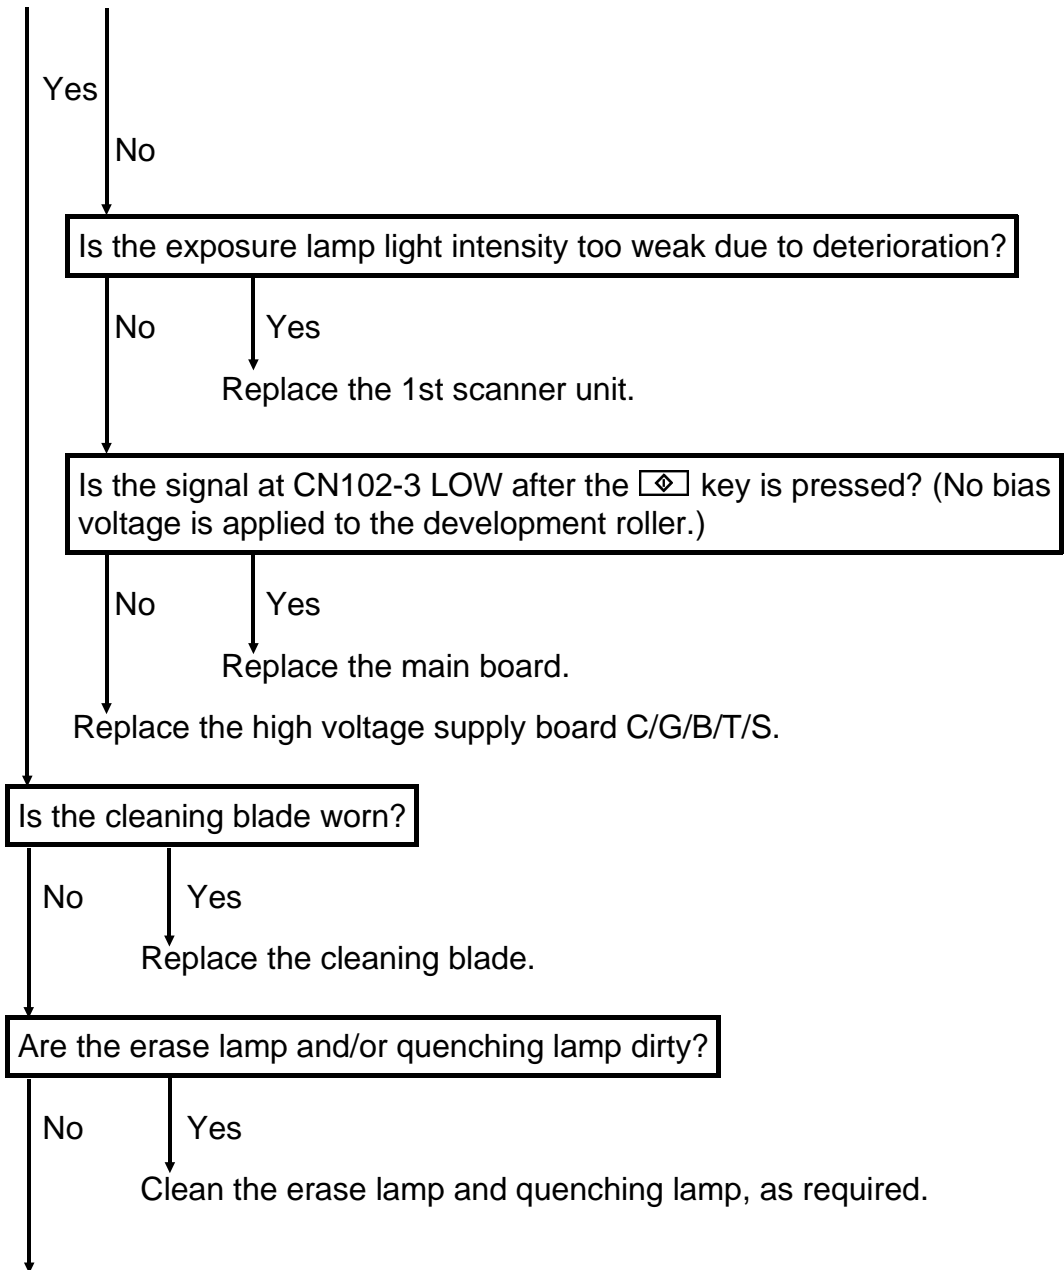 Yes
No
Is the exposure lamp light intensity too weak due to deterioration?
No Yes
Replace the 1st scanner unit.
Is the signal at CN102-3 LOW after the key is pressed? (No bias
voltage is applied to the development roller.)
No Yes
Replace the main board.
Replace the high voltage supply board C/G/B/T/S.
Is the cleaning blade worn?
No Yes
Replace the cleaning blade.
Are the erase lamp and/or quenching lamp dirty?
No Yes
Clean the erase lamp and quenching lamp, as required.